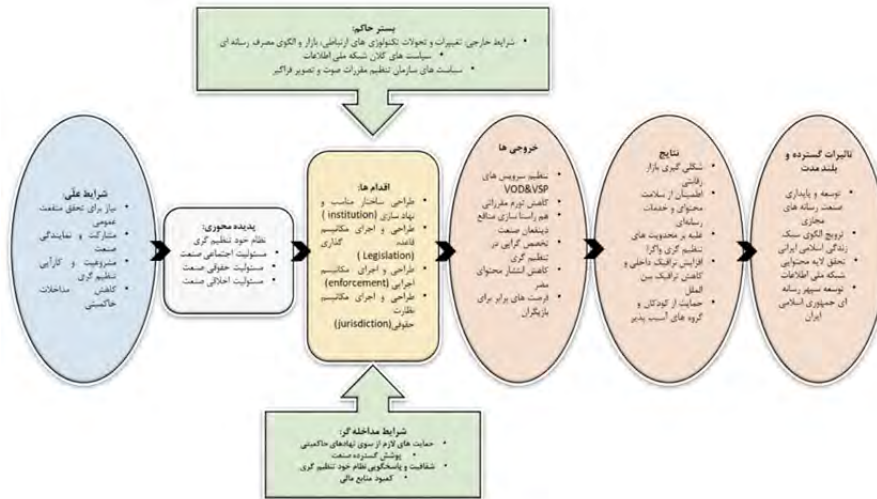 بستر حاکم:
• شرایط خارجی: تغییرات و تحولات تکنولوژی های ارتباطی، بازار و الگوی مصرف رسانه ای
• سیاست های کلان شبکه ملی اطلاعات
• سیاست های سازمان تنظیم مقررات صوت و تصویر فراگیر
شرایط علّی:
• نیاز برای تحقق منفعت
عمومی
• مشارکت و نمایندگی
صنعت
• مشروعیت و کارآیی
تنظیم گری
• کاهش مداخلات
حاکمیتی
پدیده محوری:
نظام خود تنظیم گری
• مسئولیت اجتماعی صنعت
• مسئولیت حقوقی صنعت
• مسئولیت اخلاقی صنعت
اقدام ها:
• طراحی ساختار مناسب و
نهاد سازی (institution)
• طراحی و اجرای مکانیسم
قاعده گذاری
(Legislation)
• طراحی و اجرای مکانیسم
اجرایی (enforcement)
• طراحی و اجرای مکانیسم
نظارت
حقوقی(jurisdiction)
خروجی ها
• تنظیم سرویس های
VOD&VSP
• کاهش تورم مقرراتی
• هم راستا سازی منافع
ذینفعان صنعت
• تخصص گرایی در
تنظیم گری
• کاهش انتشار محتوای
مضر
• فرصت های برابر برای
بازیگران
نتایج
• شکلی گیری بازار
رقابتی
• اطمینان از سلامت
محتوای و خدمات
رسانه‌ای
• غلبه بر محدودیت های
تنظیم گری واگرا
• افزایش ترافیک داخلی و
کاهش ترافیک بین
الملل
• حمایت از کودکان و
گروه های آسیب پذیر
تاثیرات گسترده و
بلند مدت
• توسعه و پایداری
صنعت رسانه های
مجازی
• ترویج الگوی سبک
زندگی اسلامی ایرانی
• تحقق لایه محتوایی
شبکه ملی اطلاعات
• توسعه سپهر رسانه
ای جمهوری اسلامی
ایران
شرایط مداخله گر:
• حمایت های لازم از سوی نهادهای حاکمیتی
• پوشش گسترده صنعت
• شفافیت و پاسخگویی نظام خود تنظیم گری
• کمبود منابع مالی